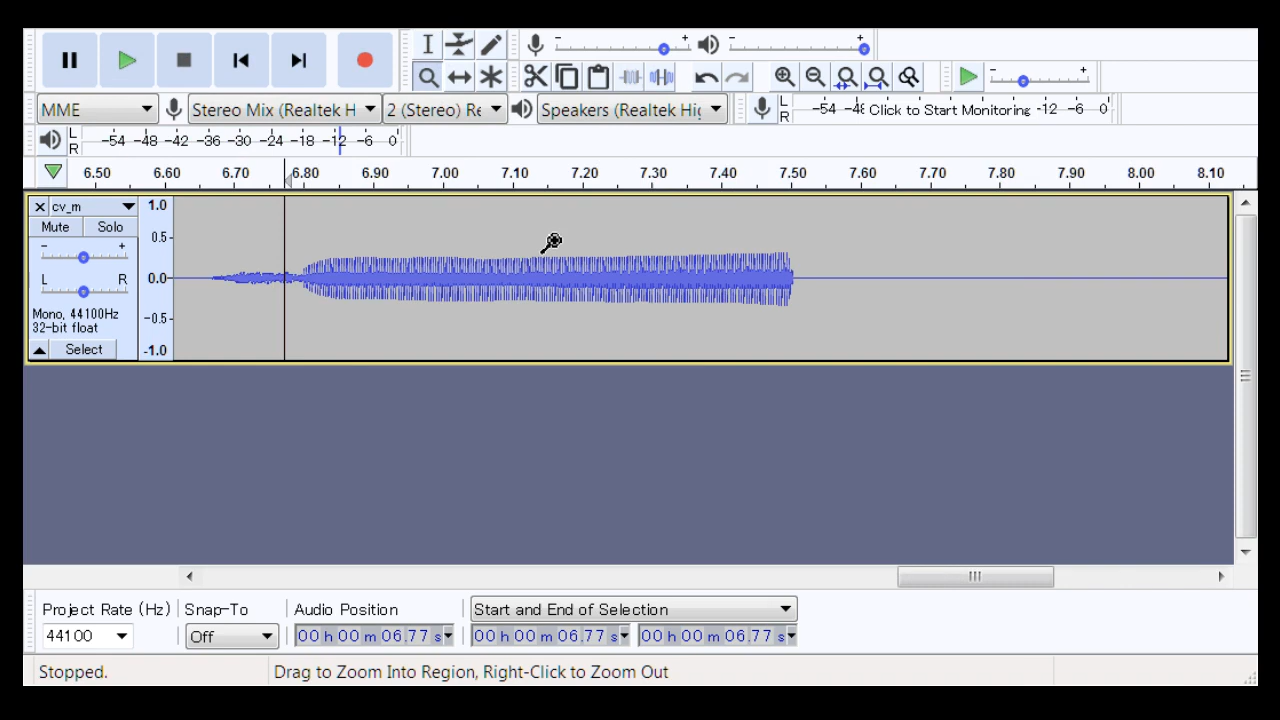 MME Stereo Mix (Realtek H 2 (Stereo) Re Speakers (Realtek Hig L R -54 -48 Click to Start Monitoring -12 -6 0
L R -54 -48 -42 -36 -30 -24 -18 -12 -6 0
6.50 6.60 6.70 6.80 6.90 7.00 7.10 7.20 7.30 7.40 7.50 7.60 7.70 7.80 7.90 8.00 8.10
cv_m
Mute Solo
- +
L R
Mono, 44100Hz
32-bit float
Select
1.0
0.5-
0.0-
-0.5-
-1.0
Project Rate (Hz) Snap-To Audio Position Start and End of Selection
44100 Off 00 h 00 m 06.77 s 00 h 00 m 06.77 s 00 h 00 m 06.77 s
Stopped. Drag to Zoom Into Region, Right-Click to Zoom Out